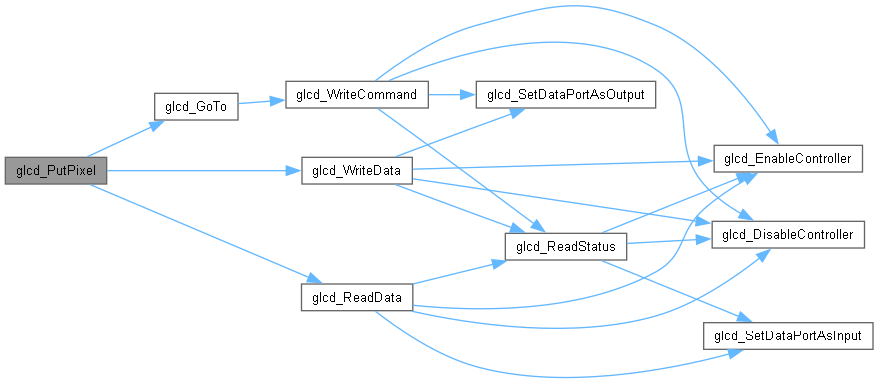 glcd_PutPixel
glcd_GoTo
glcd_WriteCommand
glcd_SetDataPortAsOutput
glcd_WriteData
glcd_EnableController
glcd_ReadStatus
glcd_DisableController
glcd_ReadData
glcd_SetDataPortAsInput